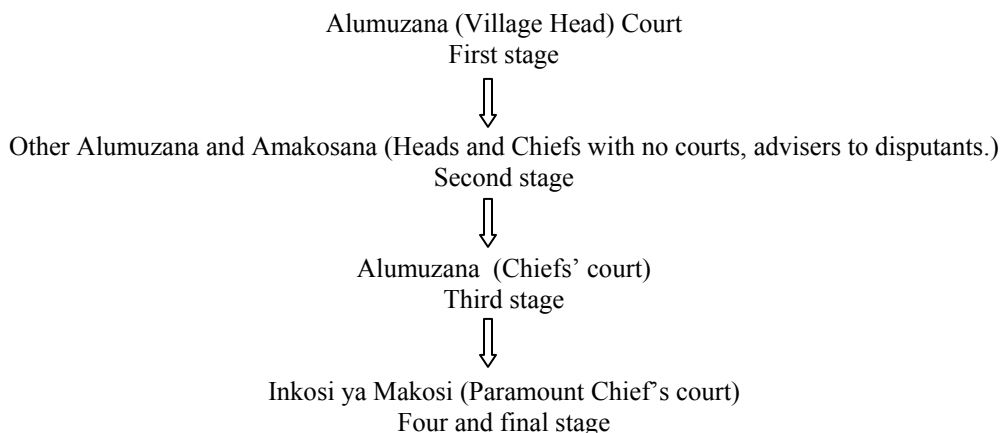 Alumuzana (Village Head) Court
First stage
Other Alumuzana and Amakosana (Heads and Chiefs with no courts, advisers to disputants.)
Second stage
Alumuzana (Chiefs’ court)
Third stage
Inkosi ya Makosi (Paramount Chief’s court)
Four and final stage